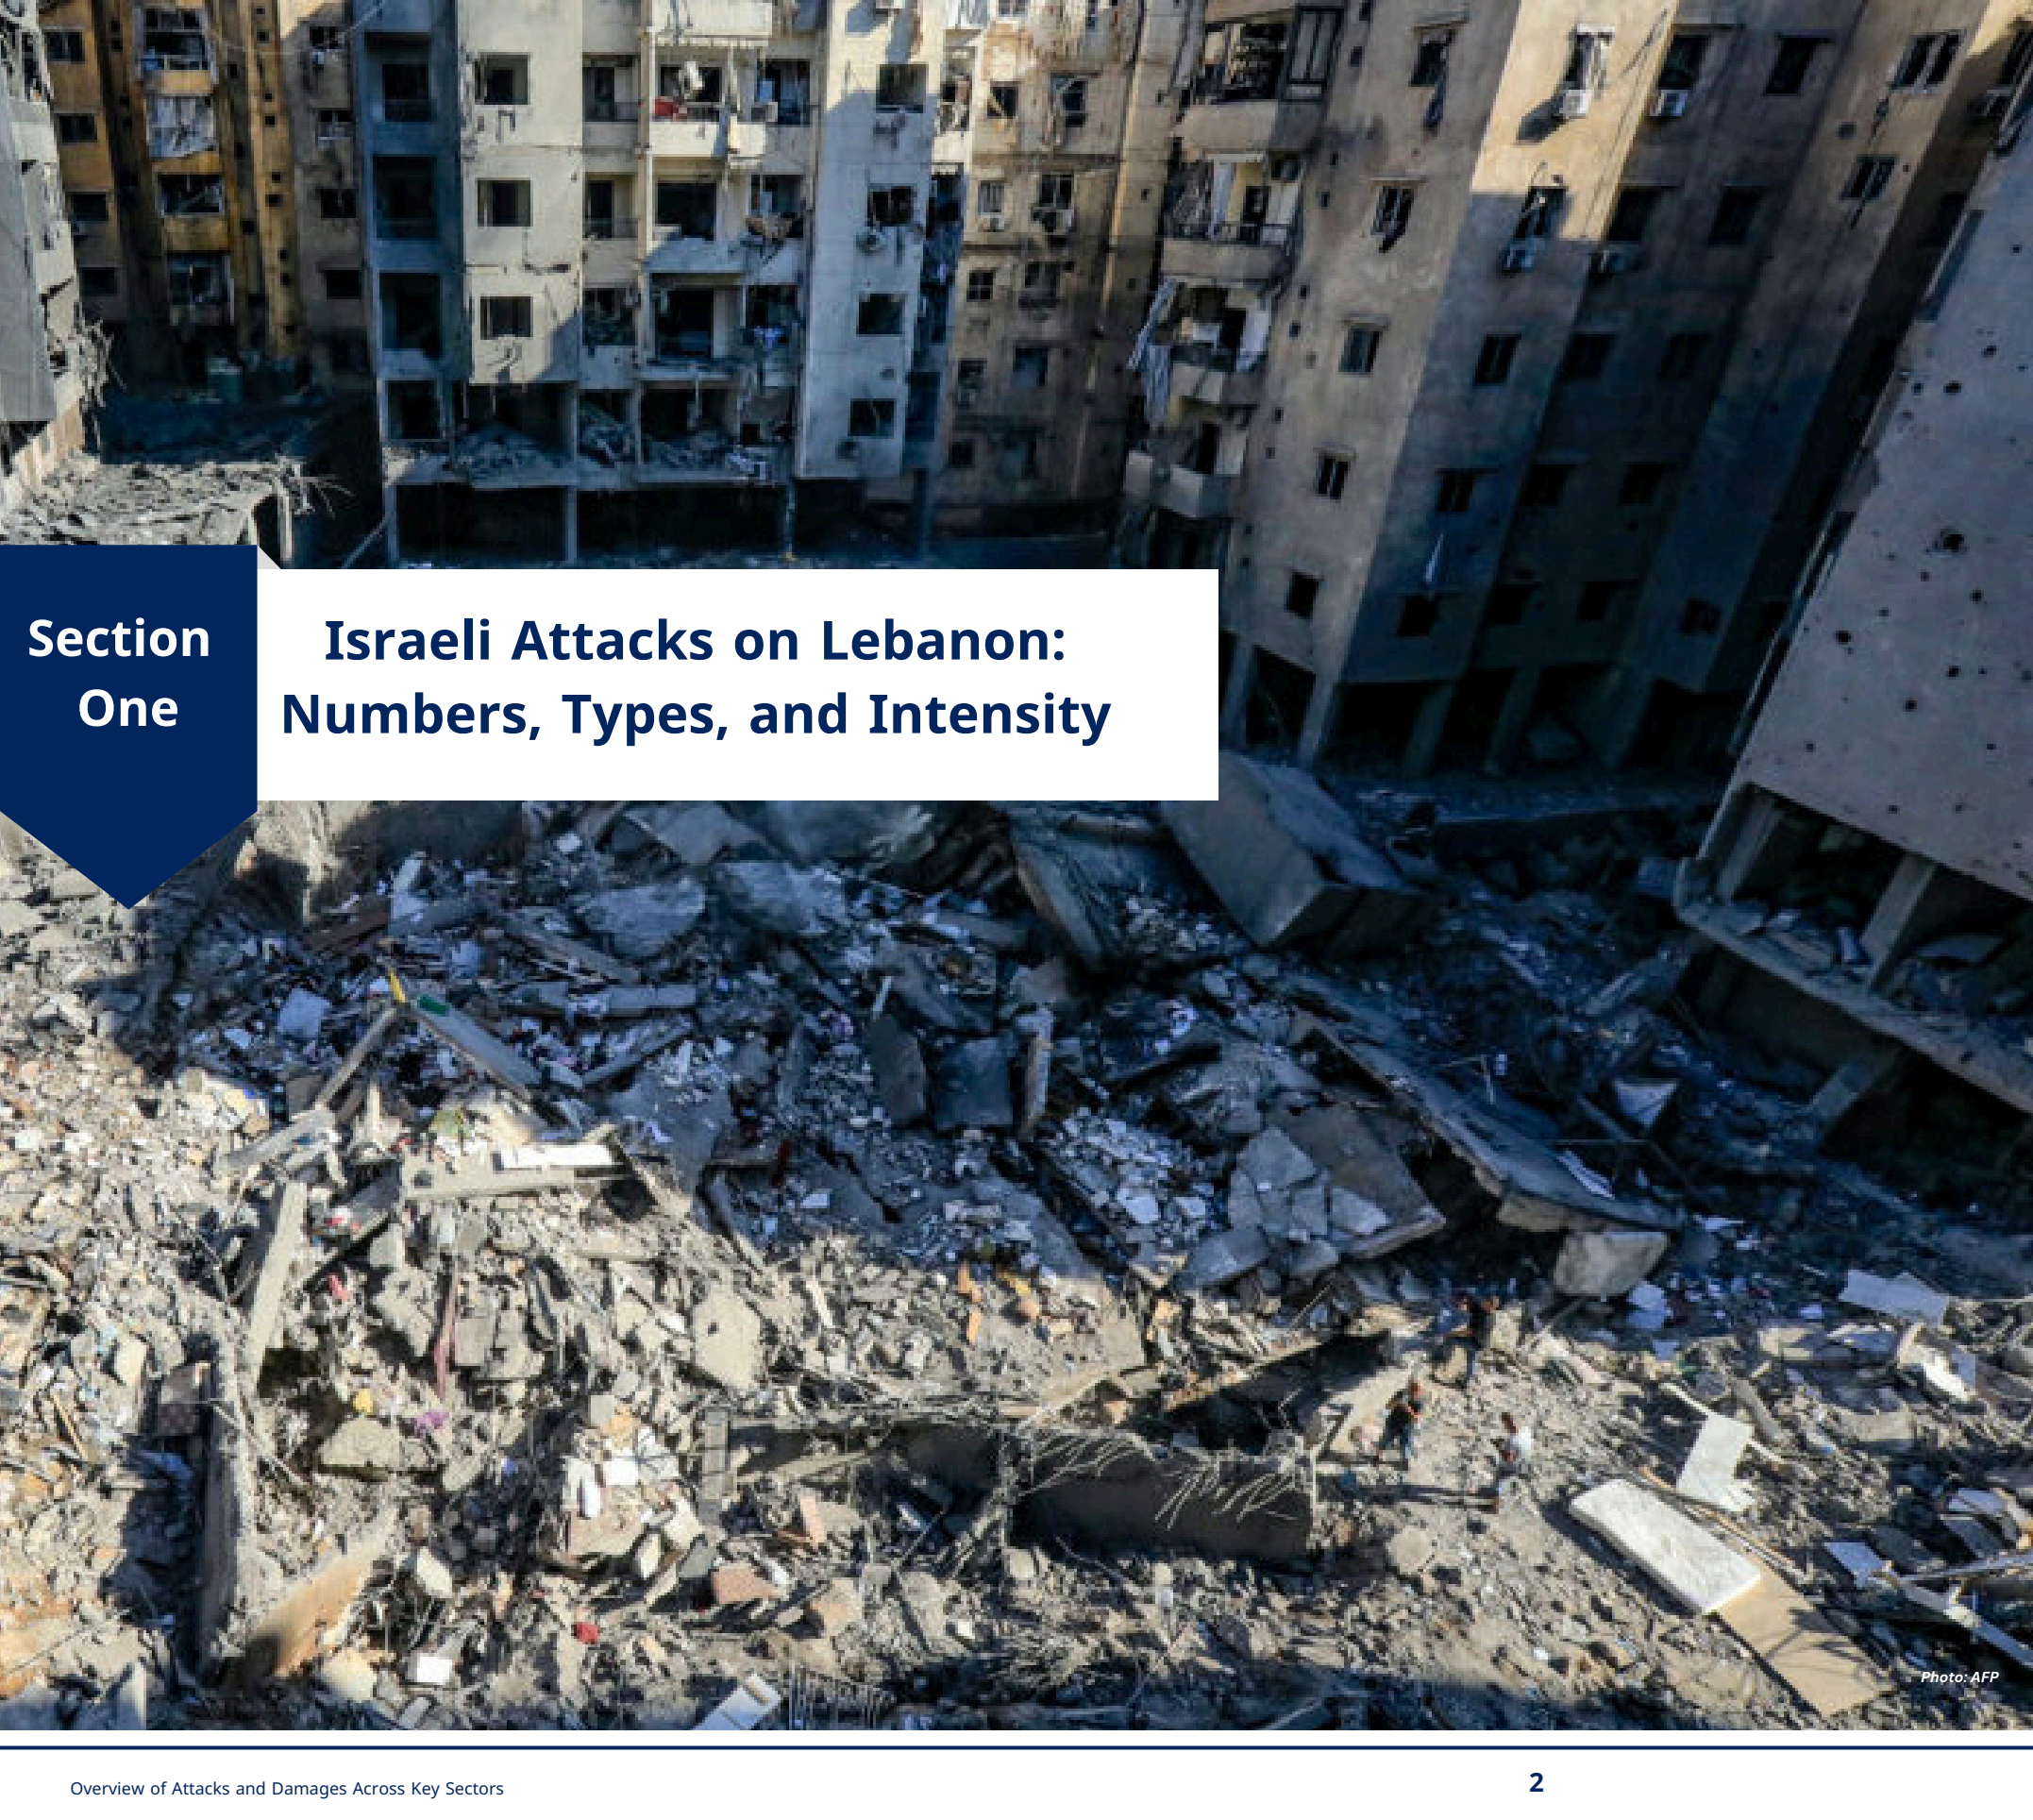 Section
One
Israeli Attacks on Lebanon:
Numbers, Types, and Intensity
Photo: AFP
Overview of Attacks and Damages Across Key Sectors
2